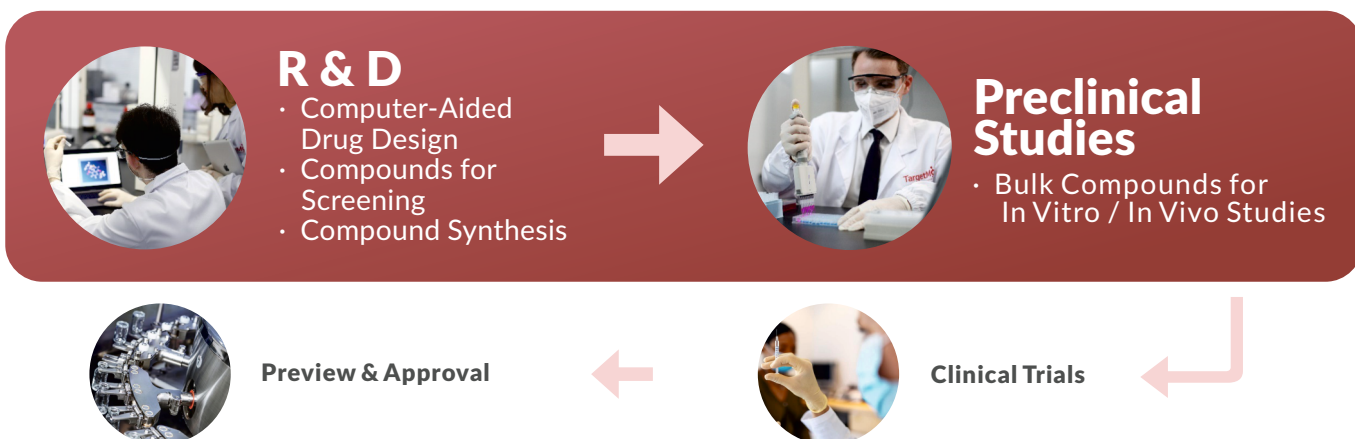 R & D
· Computer-Aided
Drug Design
· Compounds for
Screening
· Compound Synthesis
Preclinical
Studies
· Bulk Compounds for
In Vitro / In Vivo Studies
Preview & Approval
Clinical Trials